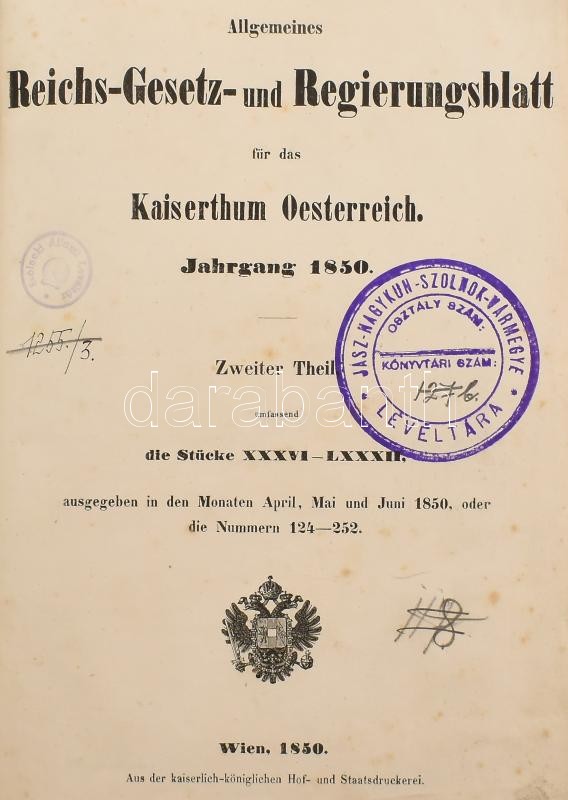 Allgemeines
Reichs-Gesetz- und Regierungsblatt
für das
Kaiserthum Oesterreich.
Jahrgang 1850.
1255./3.
JÁSZ-NAGYKUN-SZOLNOK-VÁRMEGYE
OSZTÁLY SZÁM:
KÖNYVTÁRI SZÁM:
LEVÉLTÁRA
Zweiter Theil
darabanth
umfassend
die Stücke XXXVI—LXXXII,
ausgegeben in den Monaten April, Mai und Juni 1850, oder
die Nummern 124—252.
Wien, 1850.
Aus der kaiserlich-königlichen Hof- und Staatsdruckerei.